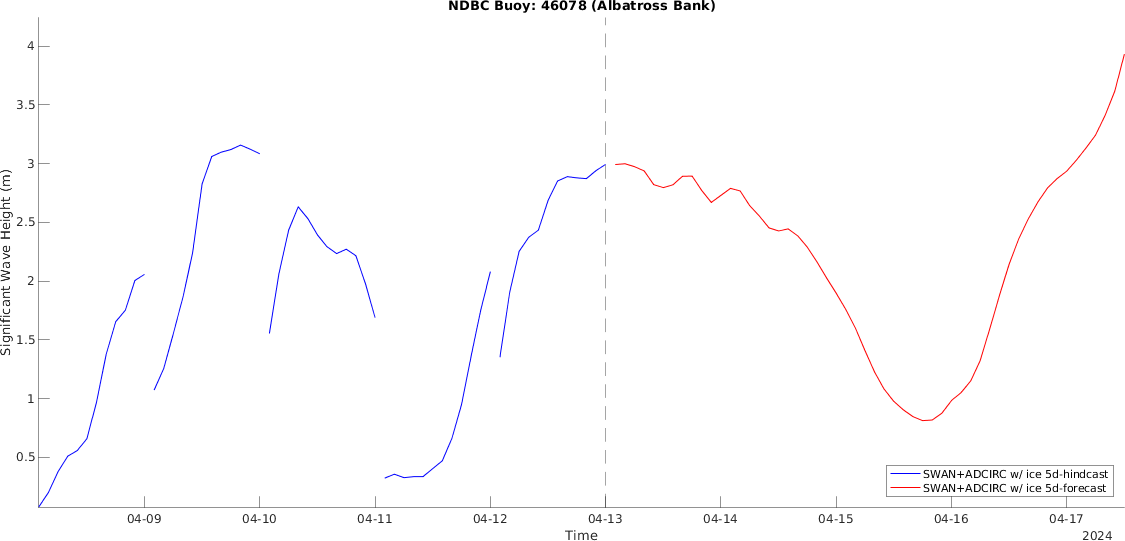 NDBC Buoy: 46078 (Albatross Bank)
4
3.5
3
2.5
2
1.5
1
0.5
Significant Wave Height (m)
SWAN+ADCIRC w/ ice 5d-hindcast
SWAN+ADCIRC w/ ice 5d-forecast
04-09 04-10 04-11 04-12 04-13 04-14 04-15 04-16 04-17
Time
2024